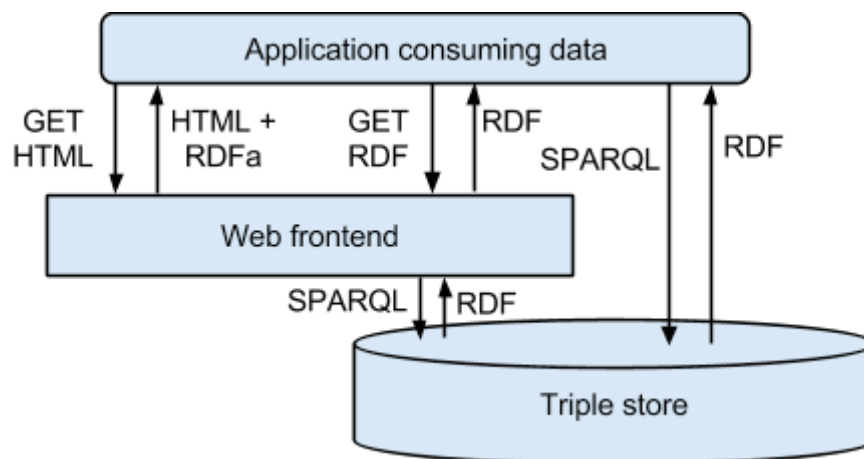 Application consuming data
GET
HTML
HTML +
RDFa
GET
RDF
RDF
SPARQL
RDF
Web frontend
SPARQL
RDF
Triple store